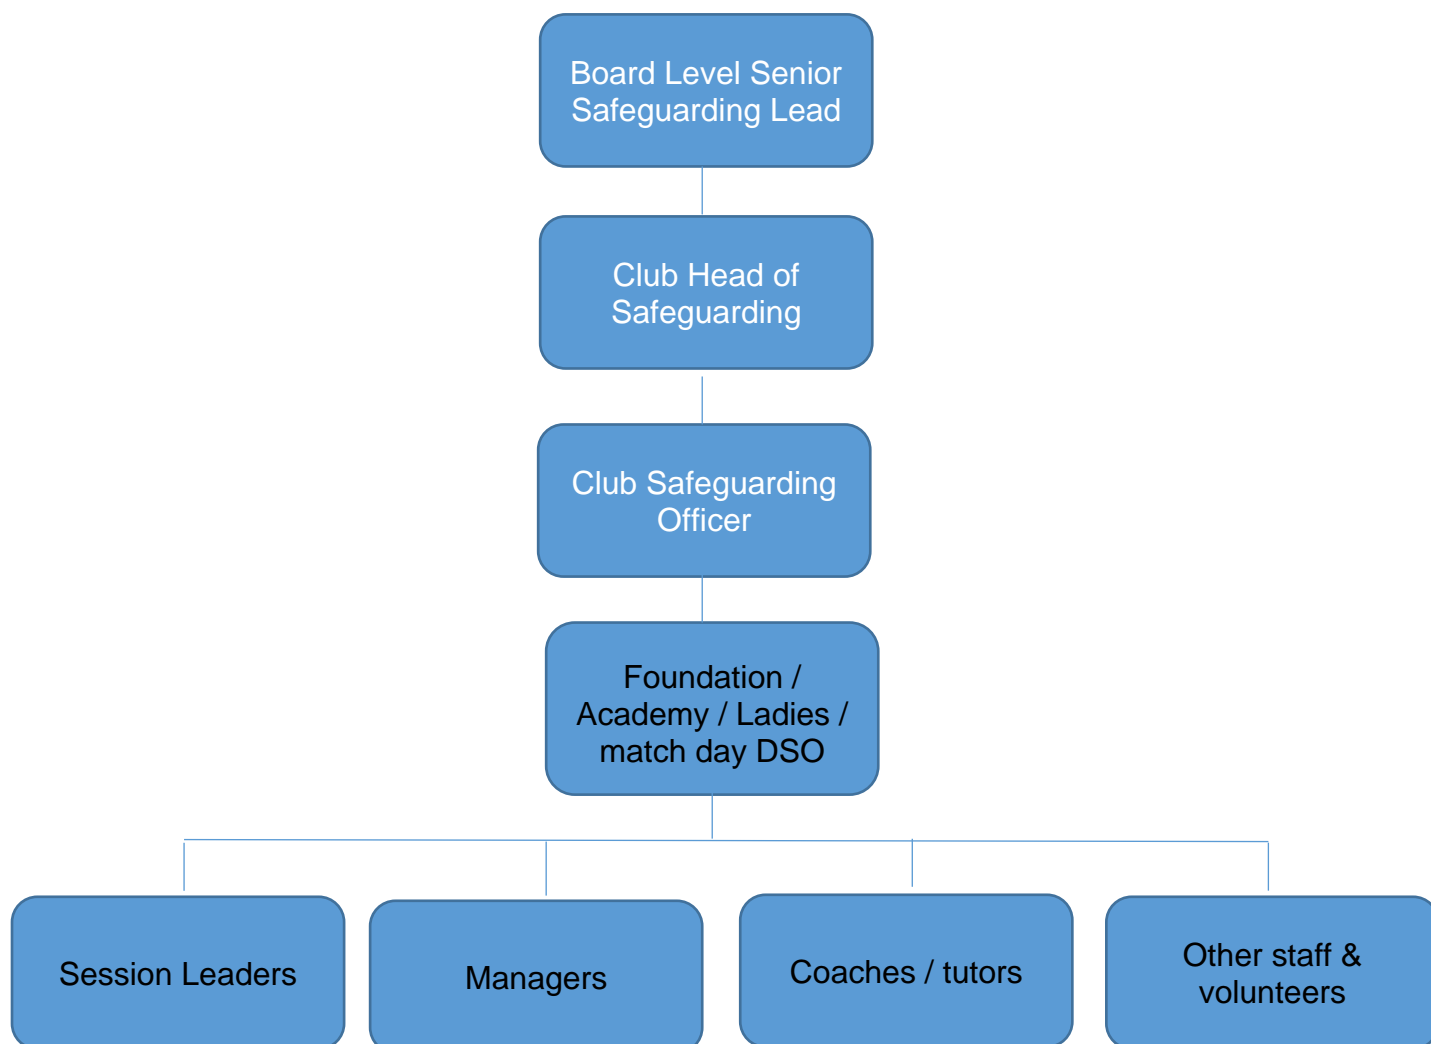 Board Level Senior
Safeguarding Lead
Club Head of
Safeguarding
Club Safeguarding
Officer
Foundation /
Academy / Ladies /
match day DSO
Session Leaders
Managers
Coaches / tutors
Other staff &
volunteers